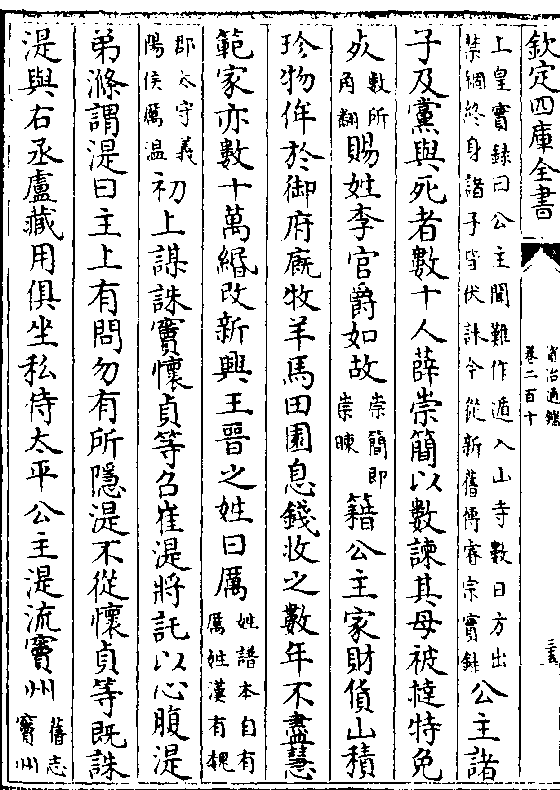 欽定四庫全書
資治通鑑
卷二百十
上皇實録曰公主聞難作遁入山寺數日方出
禁錮終身諸子皆伏誅今從新舊傳睿宗實録
公主諸
子及黨與死者數十人薛崇簡以數諫其母被撻特免
死
數所
角翻
賜姓李官爵如故
崇簡即
崇暕
籍公主家財貨山積
珍物侔於御府廐牧羊馬田園息錢收之數年不盡慧
範家亦數十萬緡改新興王晉之姓曰厲
姓譜本自有
厲姓漢有魏
郡太守義
陽侯厲温
初上謀誅竇懷貞等召崔湜將託以心腹湜
弟滌謂湜曰主上有問勿有所隱湜不從懷貞等既誅
湜與右丞盧藏用俱坐私侍太平公主湜流竇州
舊志
竇州